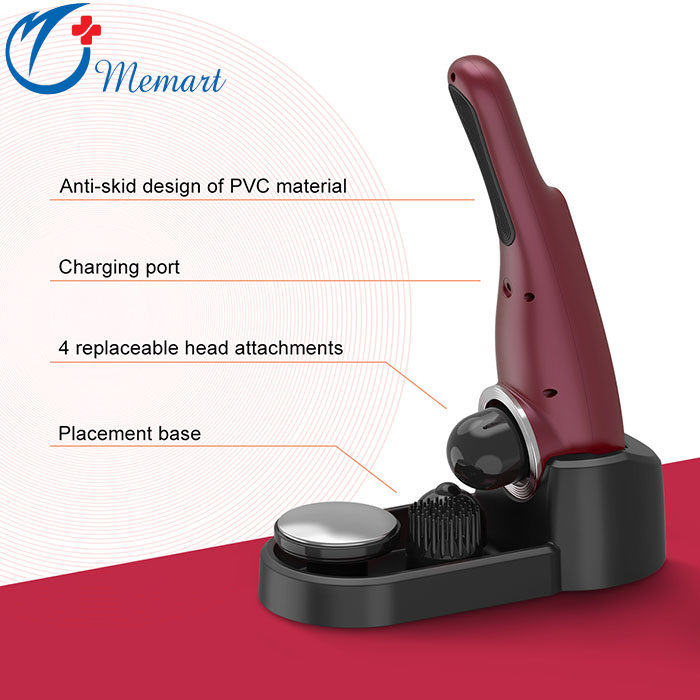 Memart
Anti-skid design of PVC material
Charging port
4 replaceable head attachments
Placement base